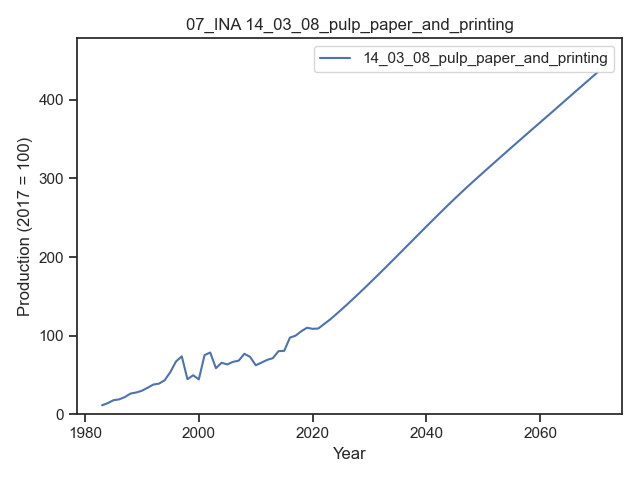 07_INA 14_03_08_pulp_paper_and_printing
14_03_08_pulp_paper_and_printing
Production (2017 = 100)
400
300
200
100
0
1980 2000 2020 2040 2060
Year